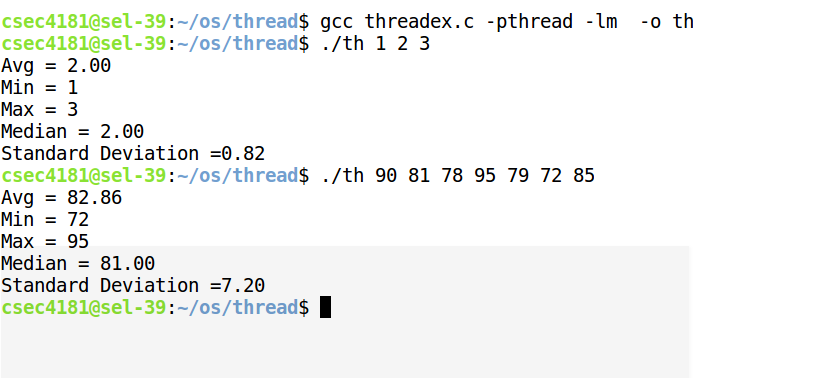 csec4181@sel-39:~/os/thread$ gcc threadex.c -pthread -lm  -o th
csec4181@sel-39:~/os/thread$ ./th 1 2 3
Avg = 2.00
Min = 1
Max = 3
Median = 2.00
Standard Deviation =0.82
csec4181@sel-39:~/os/thread$ ./th 90 81 78 95 79 72 85
Avg = 82.86
Min = 72
Max = 95
Median = 81.00
Standard Deviation =7.20
csec4181@sel-39:~/os/thread$